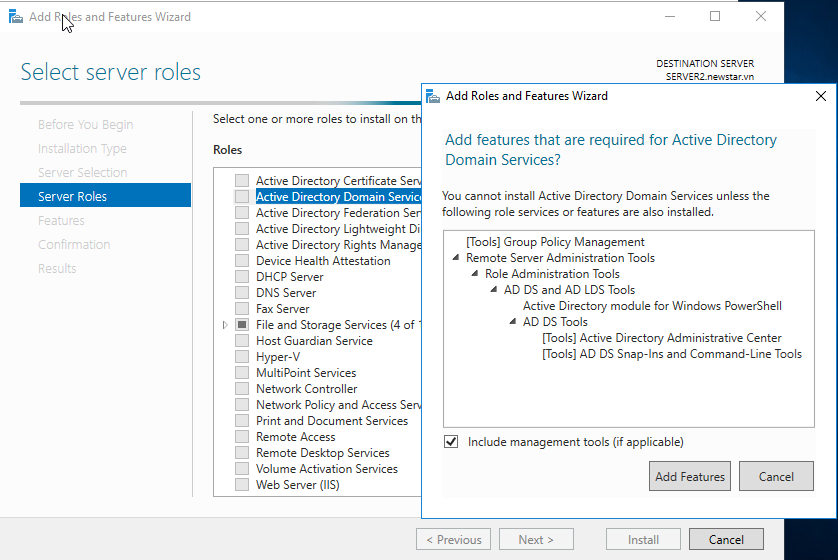 Add Roles and Features Wizard
Select server roles
DESTINATION SERVER
SERVER2.newstar.vn
Before You Begin
Installation Type
Server Selection
Server Roles
Features
Confirmation
Results
Select one or more roles to install on th
Roles
Active Directory Certificate Serv
Active Directory Domain Service
Active Directory Federation Ser
Active Directory Lightweight Di
Active Directory Rights Manage
Device Health Attestation
DHCP Server
DNS Server
Fax Server
File and Storage Services (4 of 1
Host Guardian Service
Hyper-V
MultiPoint Services
Network Controller
Network Policy and Access Serv
Print and Document Services
Remote Access
Remote Desktop Services
Volume Activation Services
Web Server (IIS)
Add Roles and Features Wizard
Add features that are required for Active Directory
Domain Services?
You cannot install Active Directory Domain Services unless the
following role services or features are also installed.
[Tools] Group Policy Management
Remote Server Administration Tools
Role Administration Tools
AD DS and AD LDS Tools
Active Directory module for Windows PowerShell
AD DS Tools
[Tools] Active Directory Administrative Center
[Tools] AD DS Snap-Ins and Command-Line Tools
Include management tools (if applicable)
Add Features
Cancel
< Previous
Next >
Install
Cancel